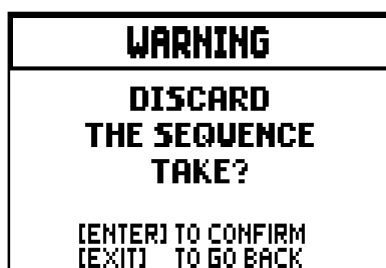 WARNING
DISCARD
THE SEQUENCE
TAKE?
[ENTER] TO CONFIRM
[EXIT] TO GO BACK